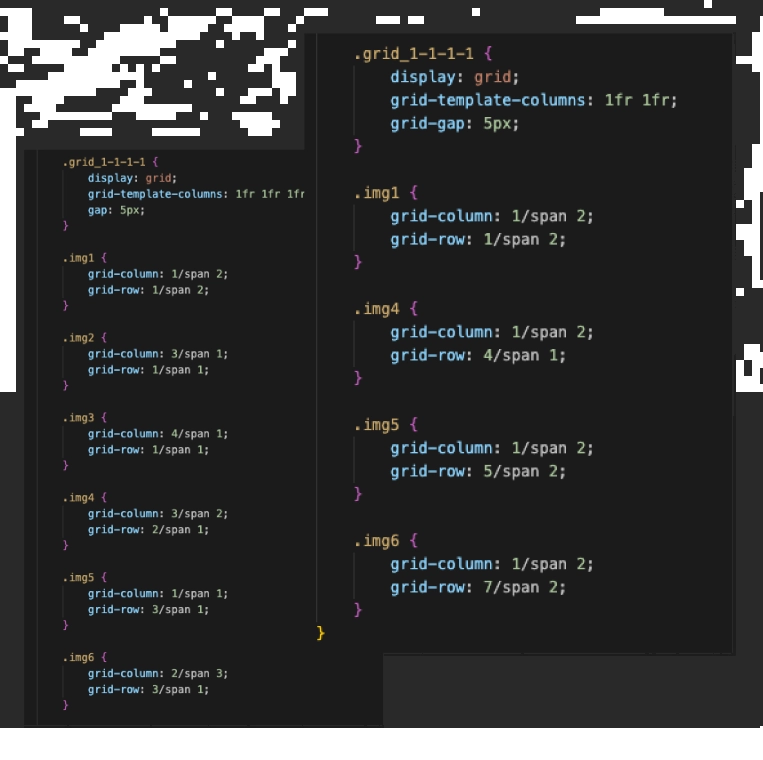 .grid_1-1-1-1 {
display: grid;
grid-template-columns: 1fr 1fr 1fr
gap: 5px;
}
.img1 {
grid-column: 1/span 2;
grid-row: 1/span 2;
}
.img2 {
grid-column: 3/span 1;
grid-row: 1/span 1;
}
.img3 {
grid-column: 4/span 1;
grid-row: 1/span 1;
}
.img4 {
grid-column: 3/span 2;
grid-row: 2/span 1;
}
.img5 {
grid-column: 1/span 1;
grid-row: 3/span 1;
}
.img6 {
grid-column: 2/span 3;
grid-row: 3/span 1;
}
.grid_1-1-1-1 {
display: grid;
grid-template-columns: 1fr 1fr;
grid-gap: 5px;
}
.img1 {
grid-column: 1/span 2;
grid-row: 1/span 2;
}
.img4 {
grid-column: 1/span 2;
grid-row: 4/span 1;
}
.img5 {
grid-column: 1/span 2;
grid-row: 5/span 2;
}
.img6 {
grid-column: 1/span 2;
grid-row: 7/span 2;
}
}